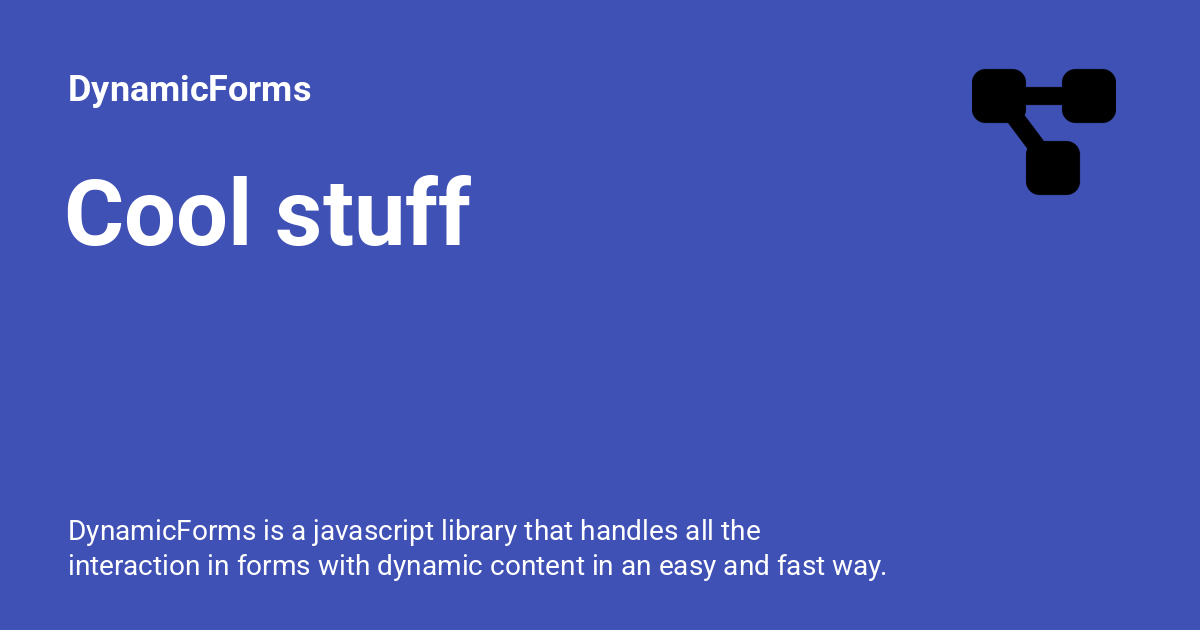 DynamicForms
Cool stuff
DynamicForms is a javascript library that handles all the
interaction in forms with dynamic content in an easy and fast way.